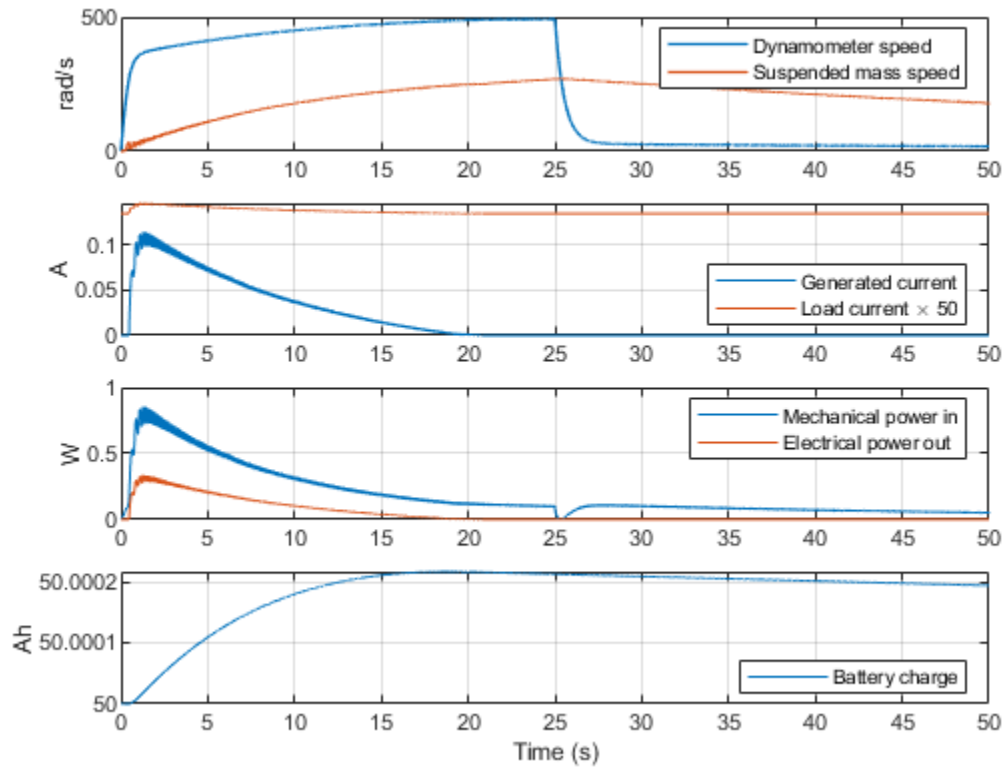 500
rad/s
0
Dynamometer speed
Suspended mass speed
0 5 10 15 20 25 30 35 40 45 50
0.1
A
0.05
0
Generated current
Load current × 50
0 5 10 15 20 25 30 35 40 45 50
1
W
0.5
0
Mechanical power in
Electrical power out
0 5 10 15 20 25 30 35 40 45 50
50.0002
Ah
50.0001
50
Battery charge
0 5 10 15 20 25 30 35 40 45 50
Time (s)